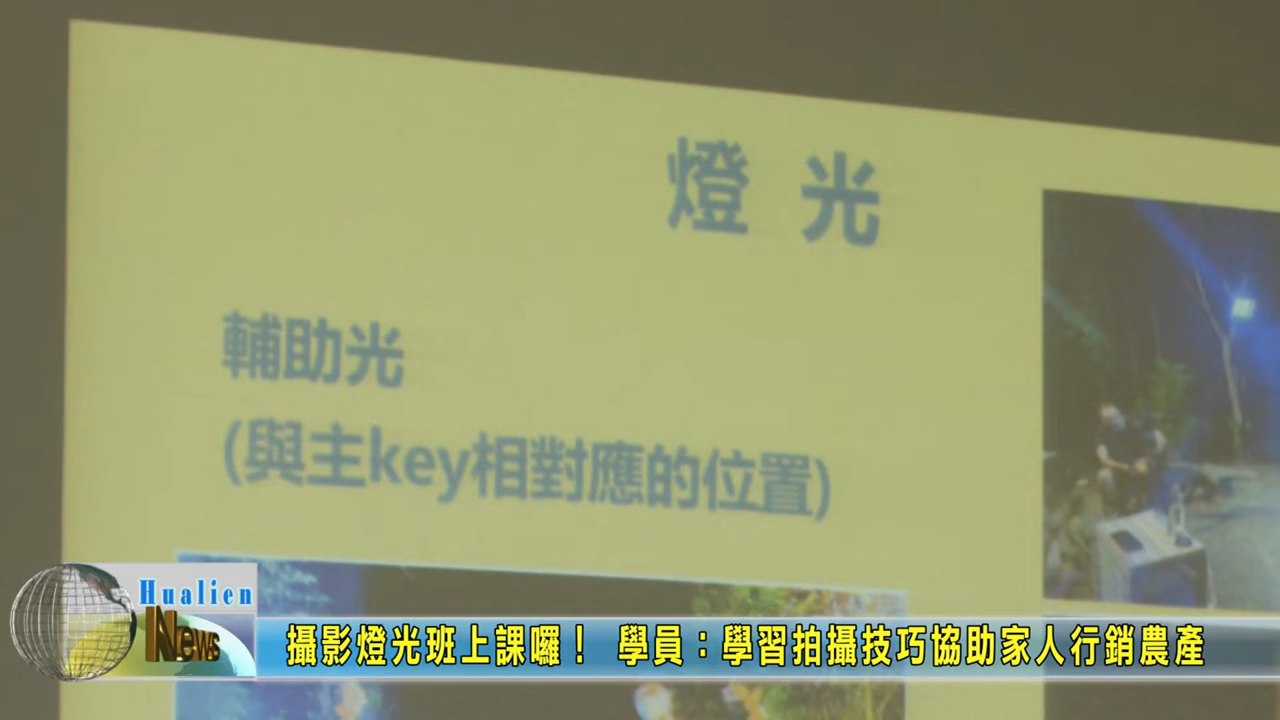 燈光
輔助光
(與主key相對應的位置)
Hualien
News
攝影燈光班上課囉！ 學員：學習拍攝技巧協助家人行銷農產